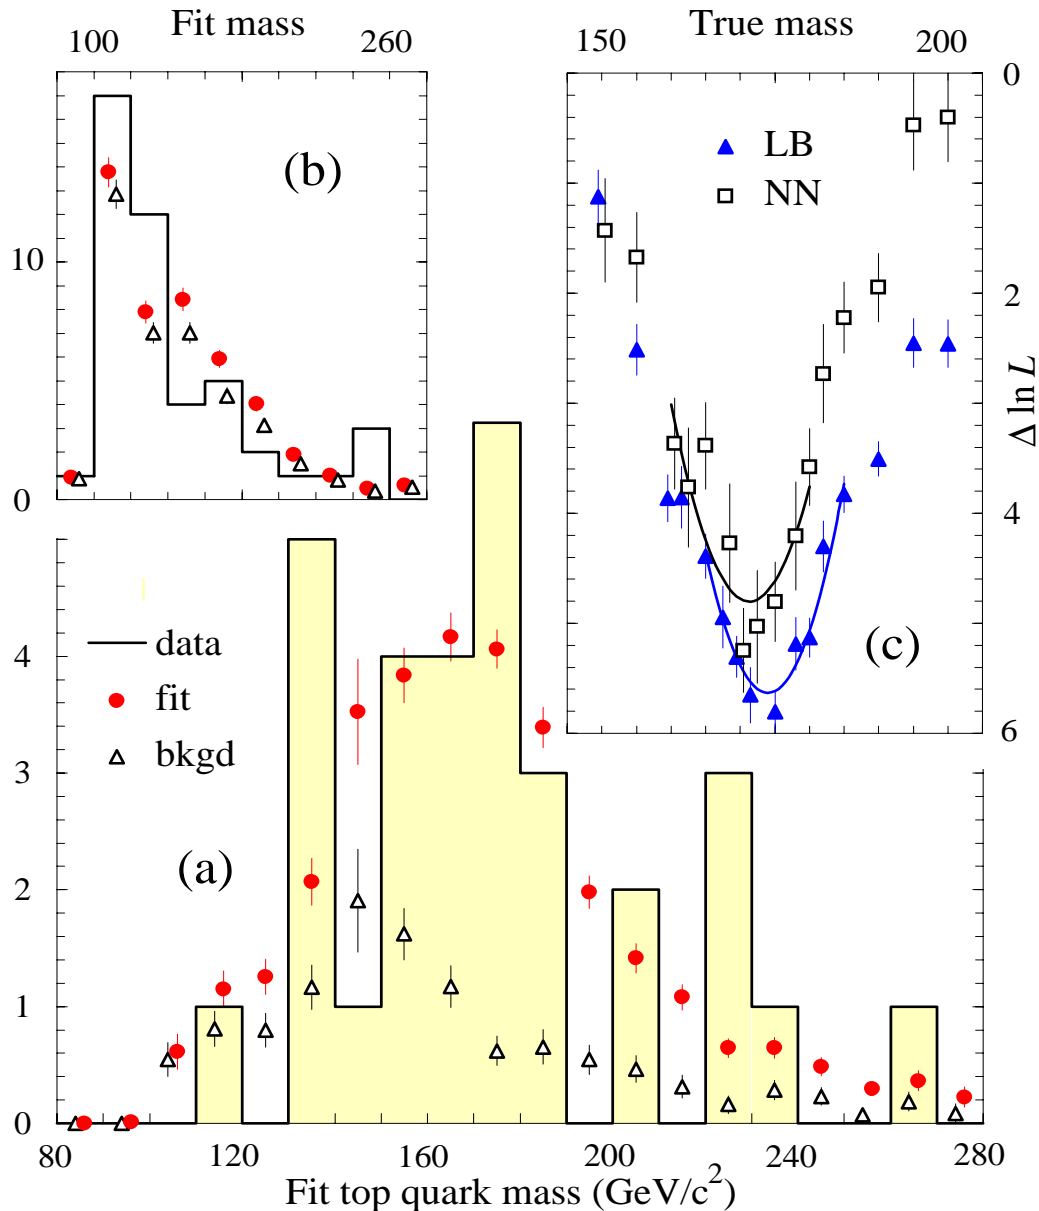 Fit mass True mass
100 260 150 200
0
(b)
LB
NN
10
2
Δ ln L
0
4
data
4
(c)
fit
bkgd
6
3
(a)
2
1
0
80 120 160 200 240 280
Fit top quark mass (GeV/c²)